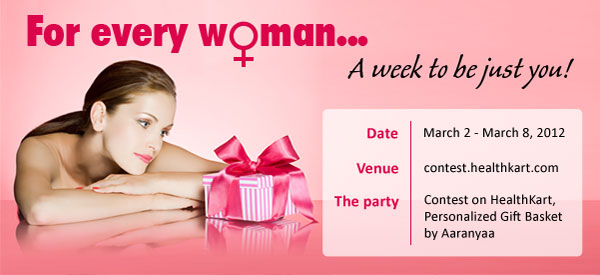 For every woman...
A week to be just you!
Date March 2 - March 8, 2012
Venue contest.healthkart.com
The party Contest on HealthKart,
Personalized Gift Basket
by Aaranyaa